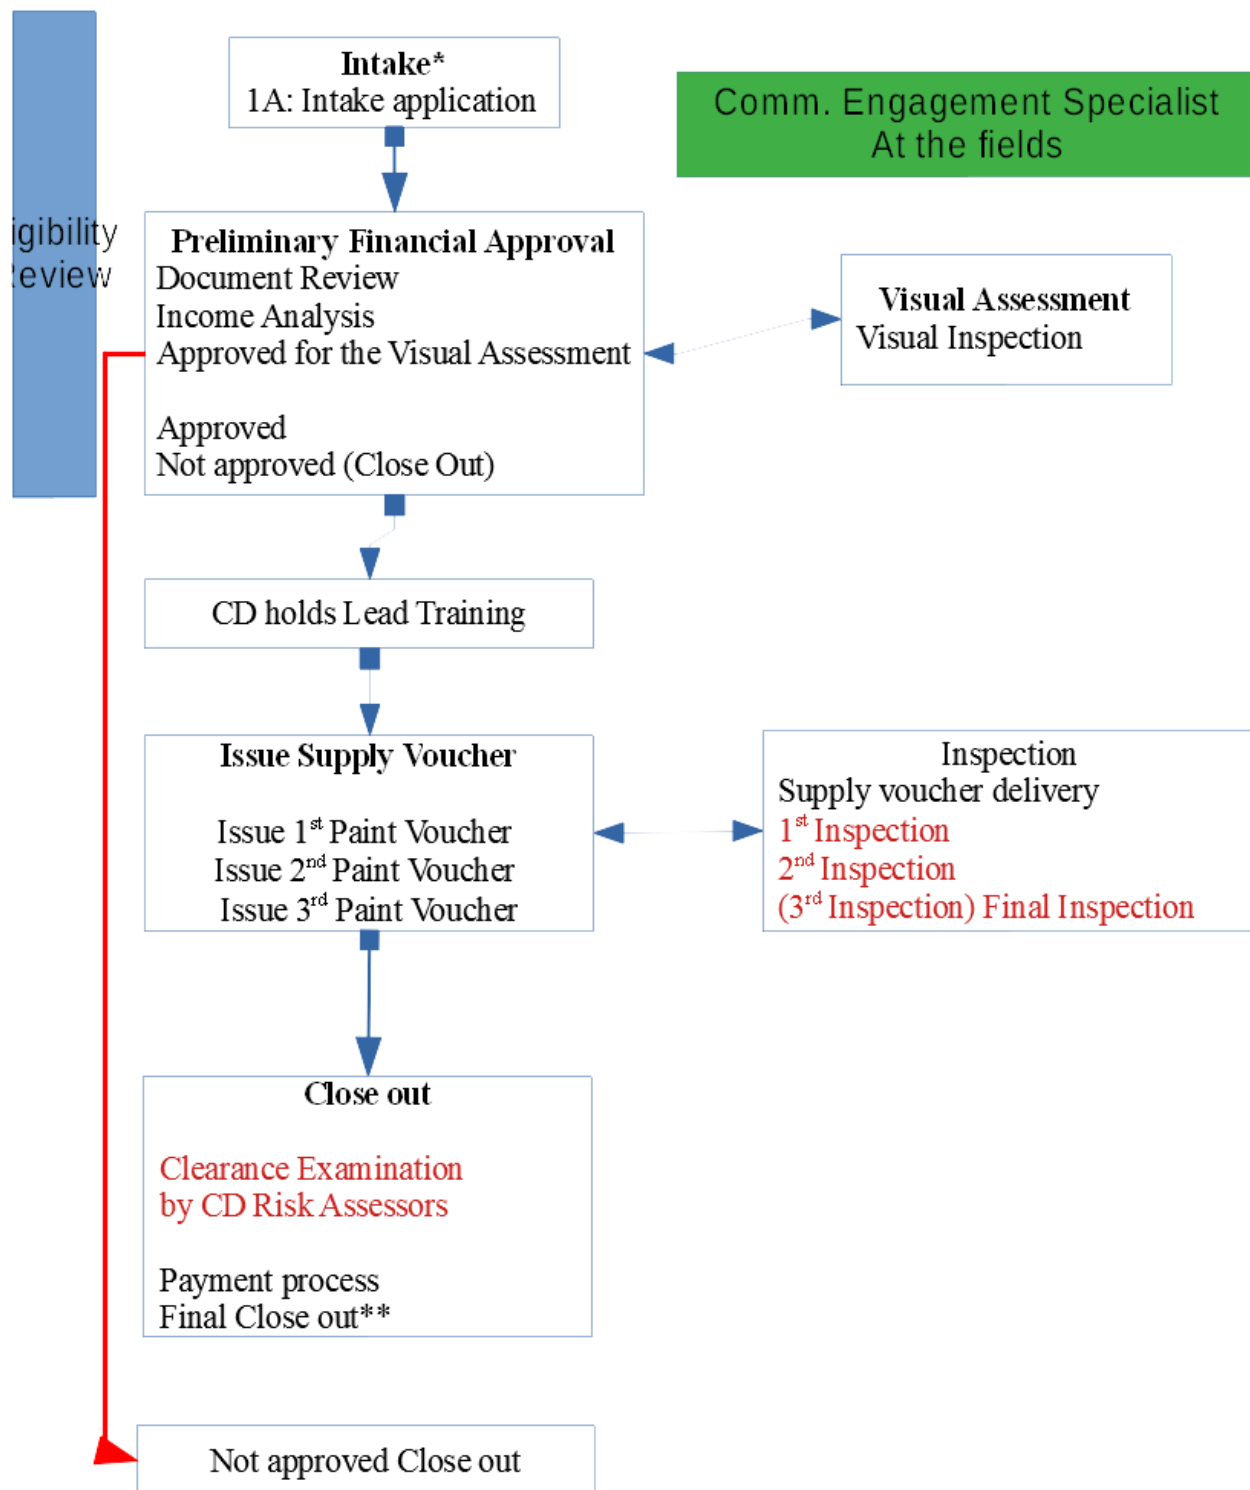 Intake*
1A: Intake application
Comm. Engagement Specialist
At the fields
igibility
Review
Preliminary Financial Approval
Document Review
Income Analysis
Approved for the Visual Assessment
Approved
Not approved (Close Out)
Visual Assessment
Visual Inspection
CD holds Lead Training
Issue Supply Voucher
Issue 1st Paint Voucher
Issue 2nd Paint Voucher
Issue 3rd Paint Voucher
Inspection
Supply voucher delivery
1st Inspection
2nd Inspection
(3rd Inspection) Final Inspection
Close out
Clearance Examination
by CD Risk Assessors
Payment process
Final Close out**
Not approved Close out